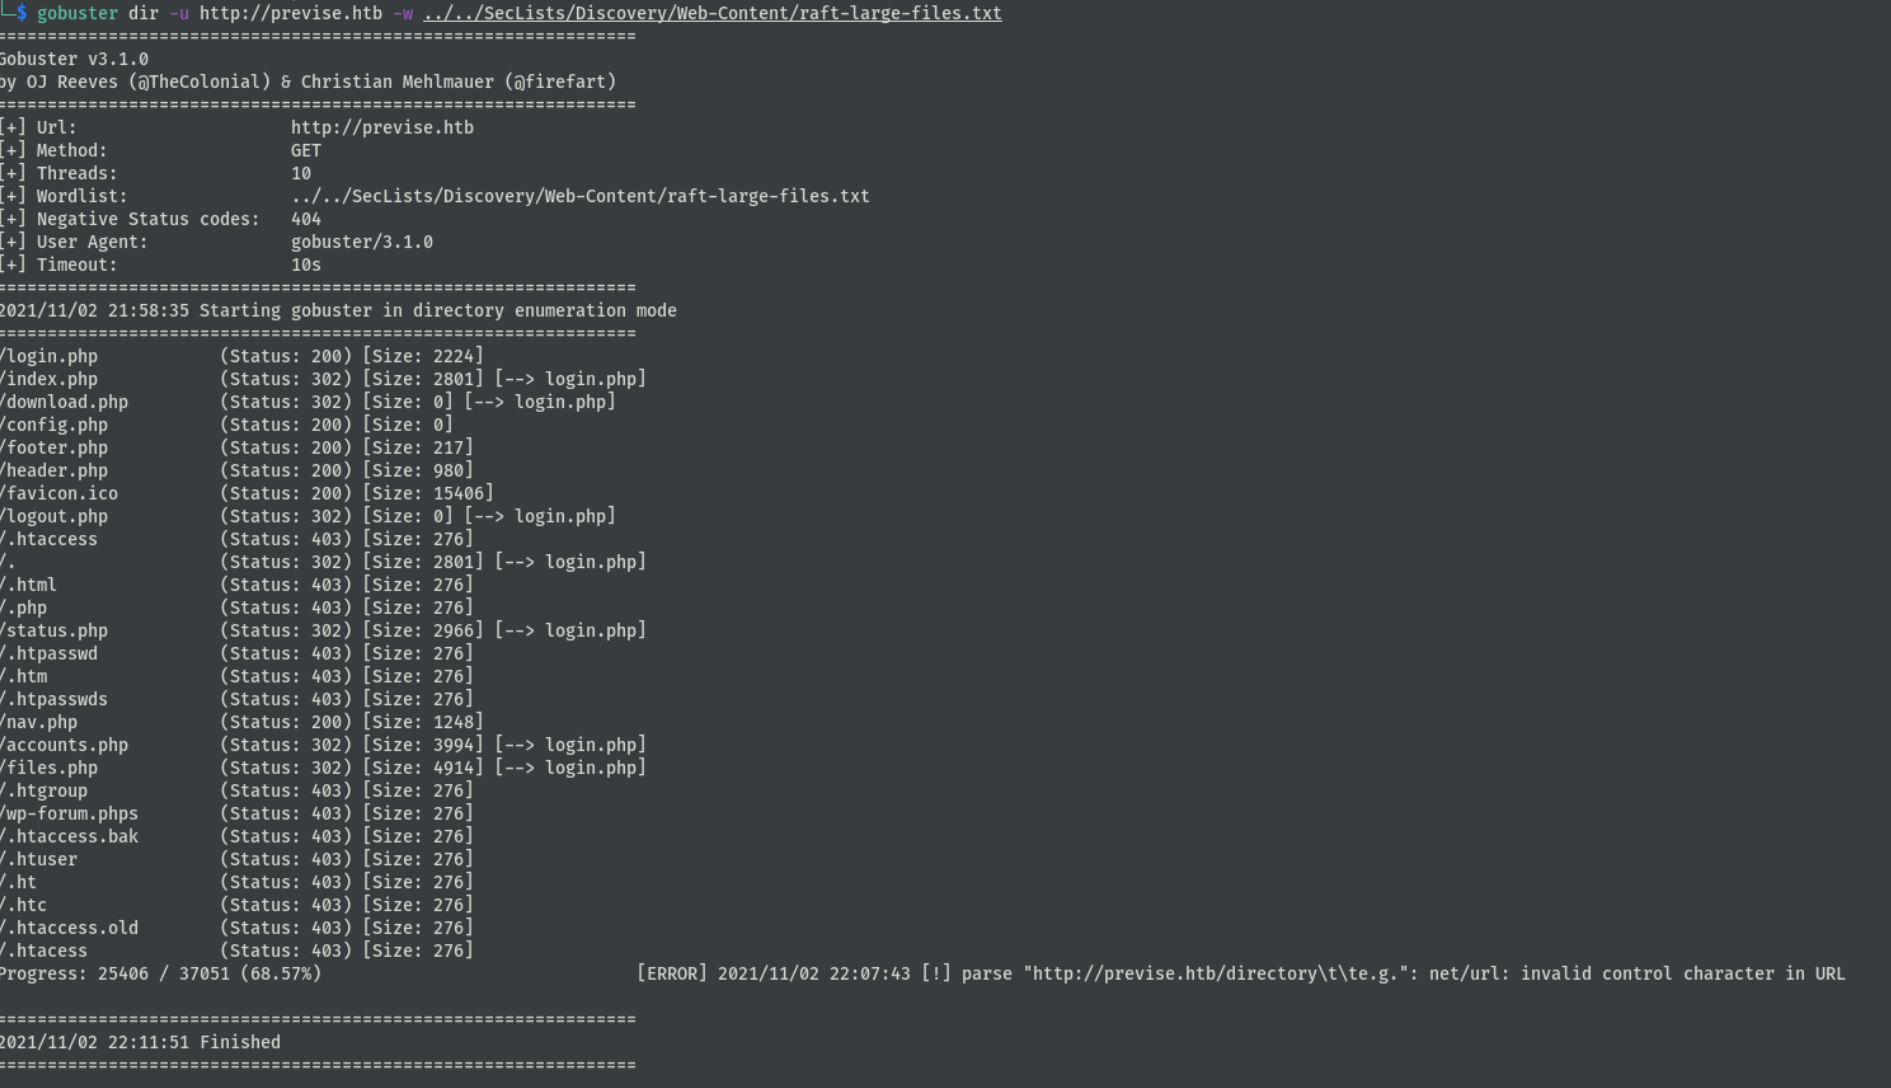 └─$ gobuster dir -u http://previse.htb -w ../../SecLists/Discovery/Web-Content/raft-large-files.txt
===============================================================
Gobuster v3.1.0
by OJ Reeves (@TheColonial) & Christian Mehlmauer (@firefart)
===============================================================
[+] Url:                     http://previse.htb
[+] Method:                  GET
[+] Threads:                 10
[+] Wordlist:                ../../SecLists/Discovery/Web-Content/raft-large-files.txt
[+] Negative Status codes:   404
[+] User Agent:              gobuster/3.1.0
[+] Timeout:                 10s
===============================================================
2021/11/02 21:58:35 Starting gobuster in directory enumeration mode
===============================================================
/login.php            (Status: 200) [Size: 2224]
/index.php            (Status: 302) [Size: 2801] [--> login.php]
/download.php         (Status: 302) [Size: 0] [--> login.php]
/config.php           (Status: 200) [Size: 0]
/footer.php           (Status: 200) [Size: 217]
/header.php           (Status: 200) [Size: 980]
/favicon.ico          (Status: 200) [Size: 15406]
/logout.php           (Status: 302) [Size: 0] [--> login.php]
/.htaccess            (Status: 403) [Size: 276]
/.                    (Status: 302) [Size: 2801] [--> login.php]
/.html                (Status: 403) [Size: 276]
/.php                 (Status: 403) [Size: 276]
/status.php           (Status: 302) [Size: 2966] [--> login.php]
/.htpasswd            (Status: 403) [Size: 276]
/.htm                 (Status: 403) [Size: 276]
/.htpasswds           (Status: 403) [Size: 276]
/nav.php              (Status: 200) [Size: 1248]
/accounts.php         (Status: 302) [Size: 3994] [--> login.php]
/files.php            (Status: 302) [Size: 4914] [--> login.php]
/.htgroup             (Status: 403) [Size: 276]
/wp-forum.phps        (Status: 403) [Size: 276]
/.htaccess.bak        (Status: 403) [Size: 276]
/.htuser              (Status: 403) [Size: 276]
/.ht                  (Status: 403) [Size: 276]
/.htc                 (Status: 403) [Size: 276]
/.htaccess.old        (Status: 403) [Size: 276]
/.htacess             (Status: 403) [Size: 276]
Progress: 25406 / 37051 (68.57%)                               [ERROR] 2021/11/02 22:07:43 [!] parse "http://previse.htb/directory\t\te.g.": net/url: invalid control character in URL
===============================================================
2021/11/02 22:11:51 Finished
===============================================================